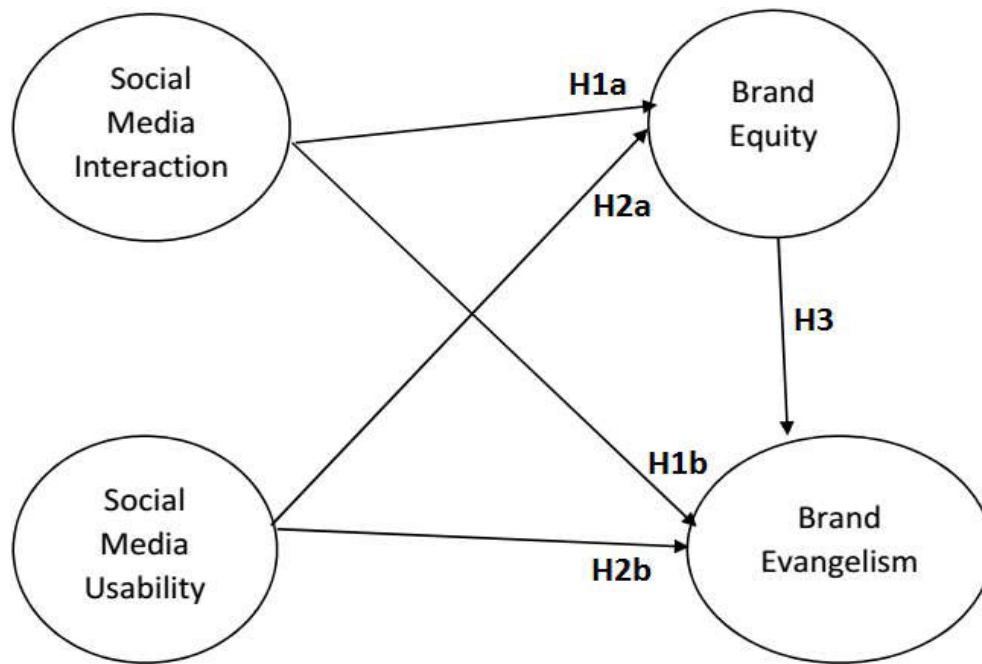 Social
Media
Interaction
H1a
Brand
Equity
H2a
H3
H1b
Social
Media
Usability
H2b
Brand
Evangelism